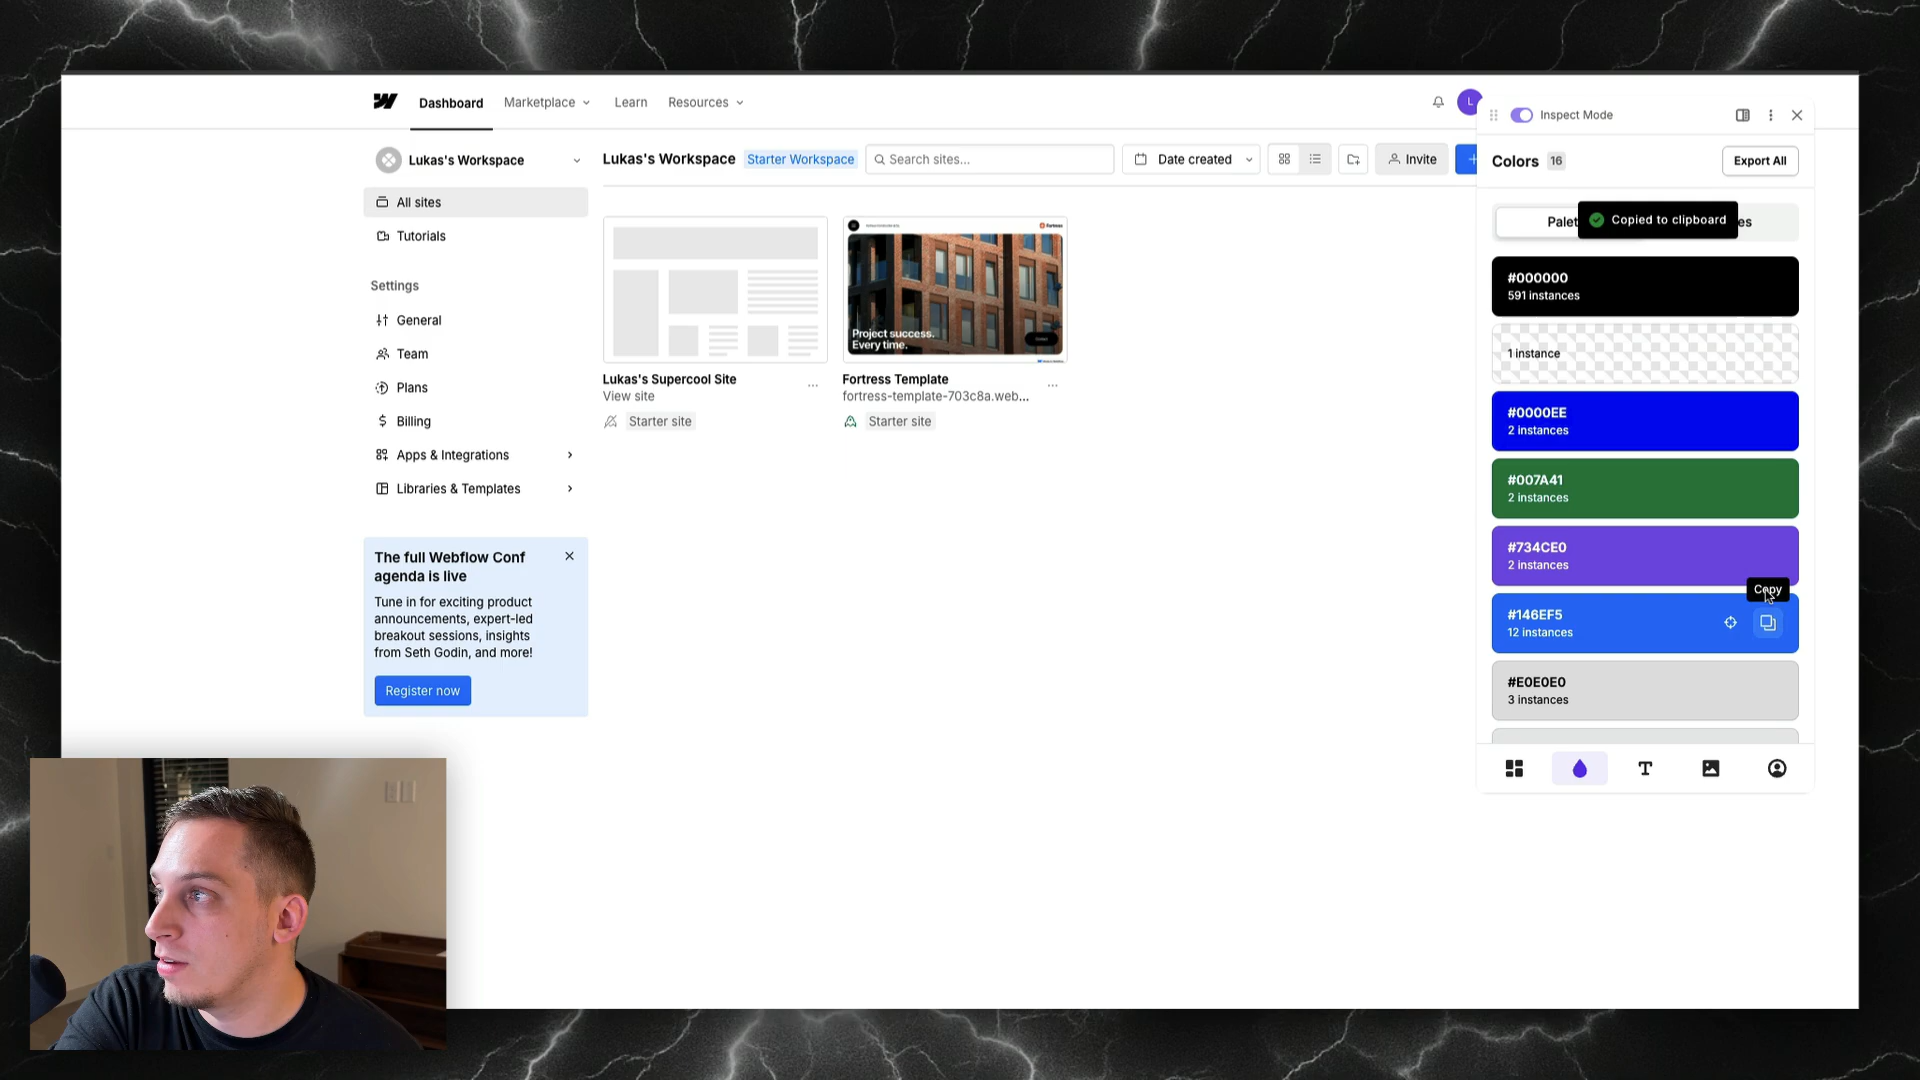 Dashboard
Marketplace
Learn
Resources
L
Lukas's Workspace
All sites
Tutorials
Settings
General
Team
Plans
Billing
Apps & Integrations
Libraries & Templates
The full Webflow Conf
agenda is live
Tune in for exciting product
announcements, expert-led
breakout sessions, insights
from Seth Godin, and more!
Register now
Lukas's Workspace
Starter Workspace
Search sites...
Date created
Invite
Project success.
Every time.
Lukas's Supercool Site
View site
Starter site
Fortress Template
fortress-template-703c8a.web...
Starter site
Inspect Mode
Colors 16
Export All
Palet
Copied to clipboard
es
#000000
591 instances
1 instance
#0000EE
2 instances
#007A41
2 instances
#734CE0
2 instances
Copy
#146EF5
12 instances
#E0E0E0
3 instances